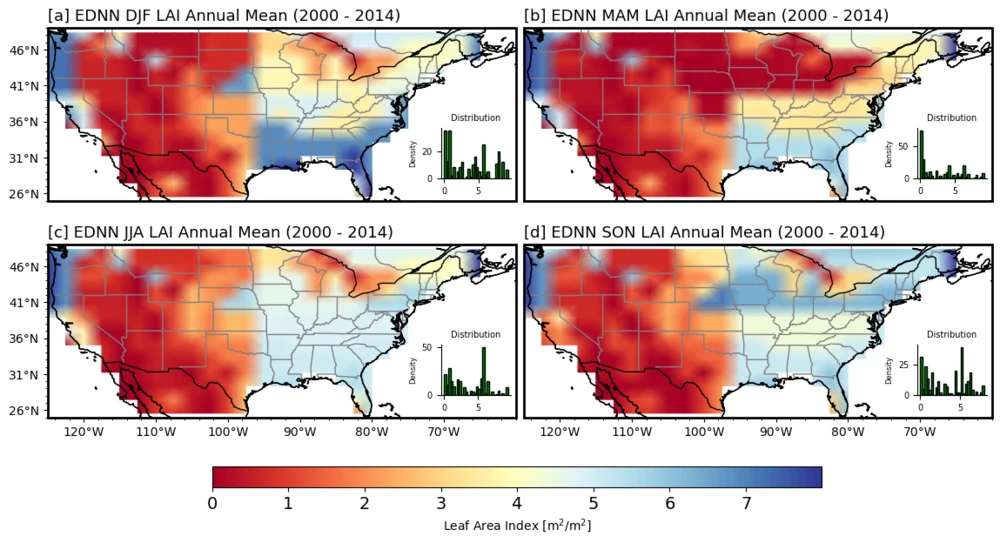 [a] EDNN DJF LAI Annual Mean (2000 - 2014)
[b] EDNN MAM LAI Annual Mean (2000 - 2014)
46°N
41°N
36°N
31°N
26°N
Distribution
Density
20
0
0
5
Distribution
Density
50
0
0
5
[c] EDNN JJA LAI Annual Mean (2000 - 2014)
[d] EDNN SON LAI Annual Mean (2000 - 2014)
46°N
41°N
36°N
31°N
26°N
Distribution
Density
50
0
0
5
Distribution
Density
25
0
0
5
120°W 110°W 100°W 90°W 80°W 70°W
120°W 110°W 100°W 90°W 80°W 70°W
0 1 2 3 4 5 6 7
Leaf Area Index [m²/m²]